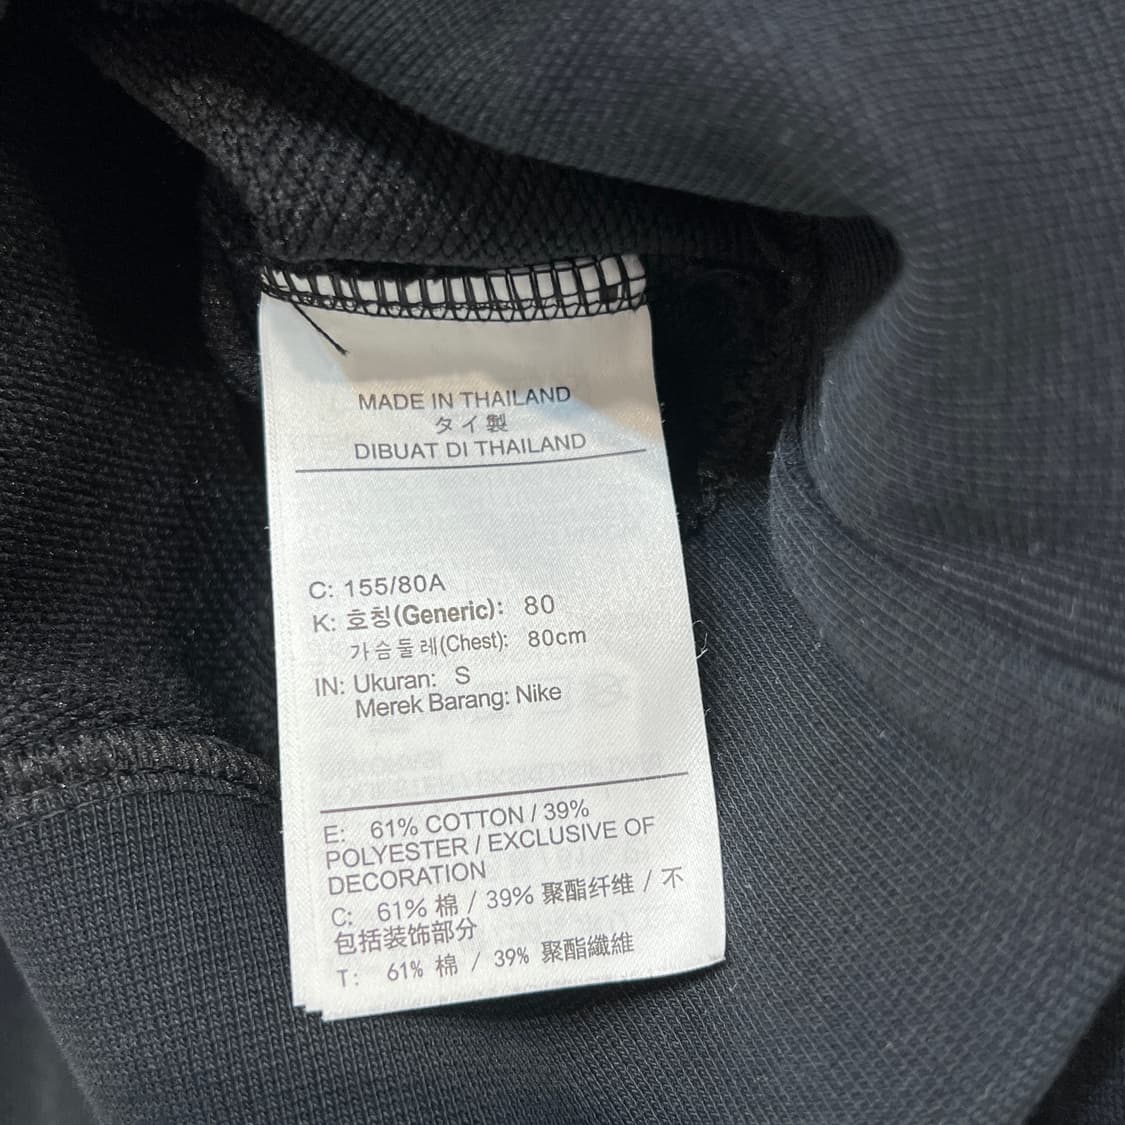 MADE IN THAILAND
タイ製
DIBUAT DI THAILAND
C: 155/80A
K: 호칭(Generic): 80
가슴둘레(Chest): 80cm
IN: Ukuran: S
Merek Barang: Nike
E: 61% COTTON / 39%
POLYESTER / EXCLUSIVE OF
DECORATION
C: 61% 棉 / 39% 聚酯纤维 / 不
包括装饰部分
T: 61% 棉 / 39% 聚酯纖維